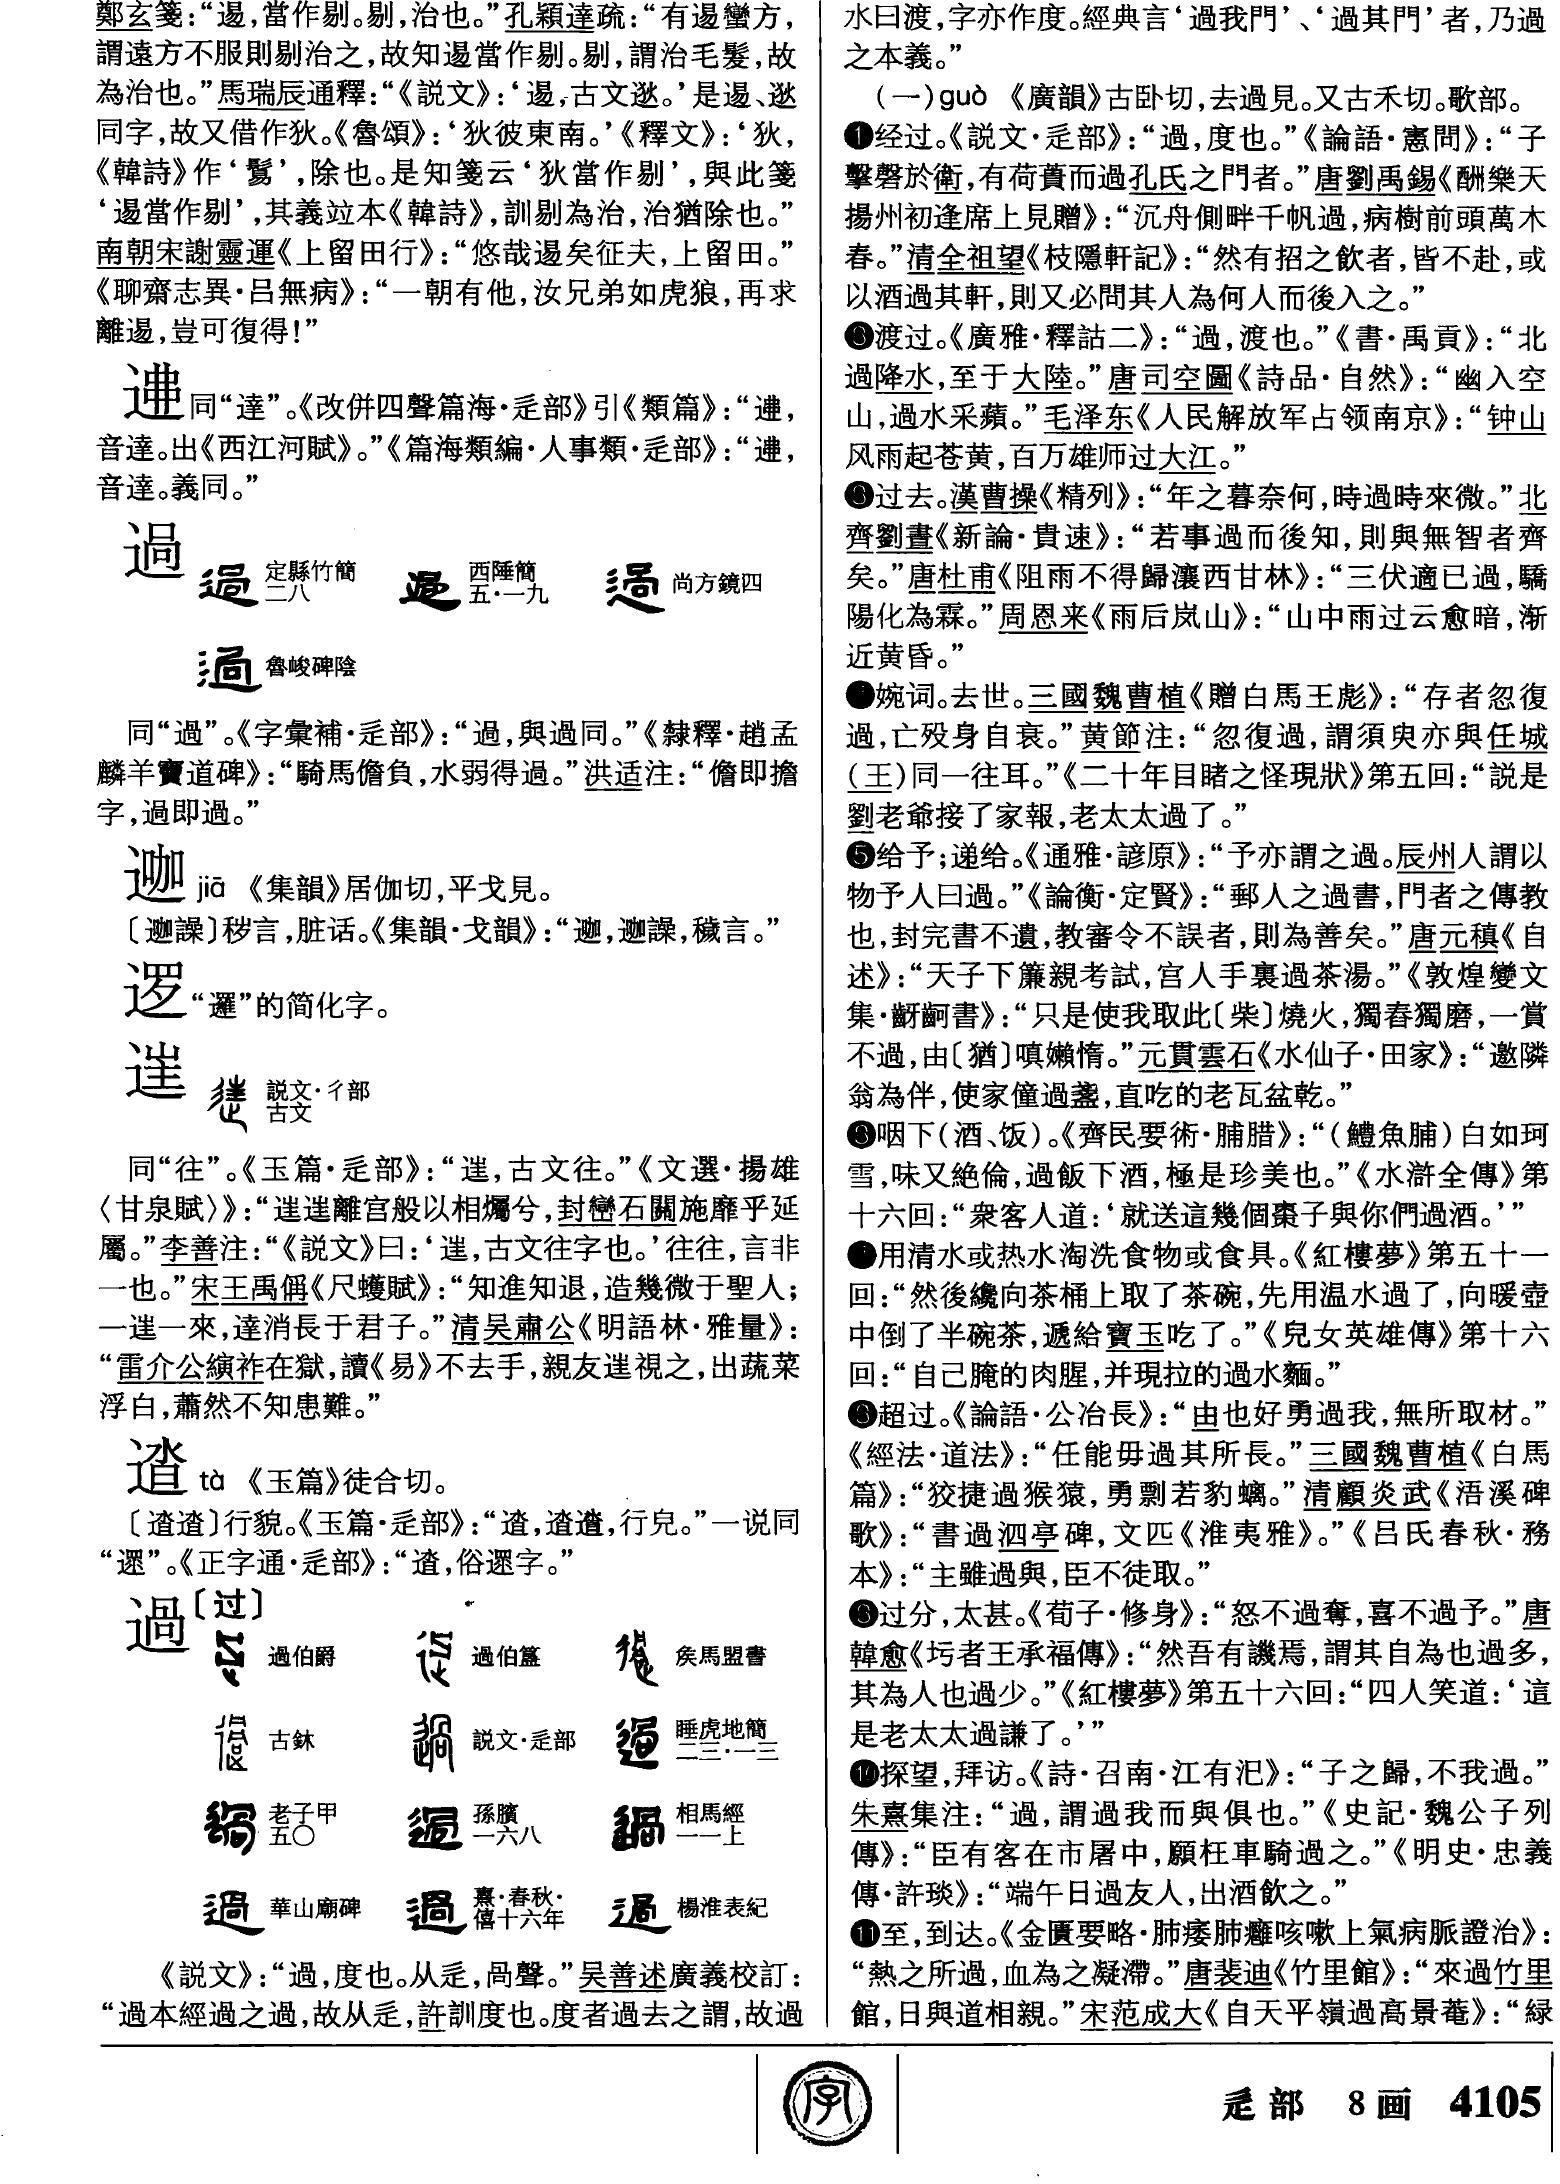 鄭玄箋：“逷，當作剔。剔，治也。”孔穎達疏：“有逷蠻方，
謂遠方不服則剔治之，故知逷當作剔。剔，謂治毛髮，故
為治也。”馬瑞辰通釋：“《説文》：‘逷，古文逖。’是逷、逖
同字，故又借作狄。《魯頌》：‘狄彼東南。’《釋文》：‘狄，
《韓詩》作‘鬄’，除也。是知箋云‘狄當作剔’，與此箋
‘逷當作剔’，其義竝本《韓詩》，訓剔為治，治猶除也。”
南朝宋謝靈運《上留田行》：“悠哉逷矣征夫，上留田。”
《聊齋志異·吕無病》：“一朝有他，汝兄弟如虎狼，再求
離逷，豈可復得！”
同“達”。《改併四聲篇海·辵部》引《類篇》：“
音達。出《西江河賦》。”《篇海類編·人事類·辵部》：“
音達。義同。”
定縣竹簡二八 西陲簡五·一九 尚方鏡四
魯峻碑陰
同“過”。《字彙補·辵部》：“過，與過同。”《隸釋·趙孟
麟羊竇道碑》：“騎馬儋負，水弱得過。”洪适注：“儋即擔
字，過即過。”
jiā 《集韻》居伽切，平戈見。
〔譟〕秽言，脏话。《集韻·戈韻》：“譟，穢言。”
逻 “邏”的简化字。
𨓹 説文·彳部古文
同“往”。《玉篇·辵部》：“𨓹，古文往。”《文選·揚雄
〈甘泉賦〉》：“𨓹𨓹離宫般以相爥兮，封巒石關施靡乎延
屬。”李善注：“《説文》曰：‘𨓹，古文往字也。’往往，言非
一也。”宋王禹偁《尺蠖賦》：“知進知退，造幾微于聖人；
一𨓹一來，達消長于君子。”清吴肅公《明語林·雅量》：
“雷介公縯祚在獄，讀《易》不去手，親友𨓹視之，出蔬菜
浮白，蕭然不知患難。”
遝 tà 《玉篇》徒合切。
行貌。《玉篇·辵部》：“行皃。”一说同
“遝”。《正字通·辵部》：“俗遝字。”
過〔过〕
過伯爵 過伯簋 矦馬盟書
古鉨 説文·辵部 睡虎地簡二三·一三
老子甲五〇 孫臏一六八 相馬經一一上
華山廟碑 熹·春秋·僖十六年 楊淮表紀
《説文》：“過，度也。从辵，咼聲。”吴善述廣義校訂：
“過本經過之過，故从辵，許訓度也。度者過去之謂，故過
水曰渡，字亦作度。經典言‘過我門’、‘過其門’者，乃過
之本義。”
（一）guò 《廣韻》古卧切，去過見。又古禾切。歌部。
❶经过。《説文·辵部》：“過，度也。”《論語·憲問》：“子
擊磬於衛，有荷蕢而過孔氏之門者。”唐劉禹錫《酬樂天
揚州初逢席上見贈》：“沉舟側畔千帆過，病樹前頭萬木
春。”清全祖望《枝隱軒記》：“然有招之飲者，皆不赴，或
以酒過其軒，則又必問其人為何人而後入之。”
❷渡过。《廣雅·釋詁二》：“過，渡也。”《書·禹貢》：“北
過降水，至于大陸。”唐司空圖《詩品·自然》：“幽入空
山，過水采蘋。”毛泽东《人民解放军占领南京》：“钟山
风雨起苍黄，百万雄师过大江。”
❸过去。漢曹操《精列》：“年之暮奈何，時過時來微。”北
齊劉晝《新論·貴速》：“若事過而後知，則與無智者齊
矣。”唐杜甫《阻雨不得歸瀼西甘林》：“三伏適已過，驕
陽化為霖。”周恩来《雨后岚山》：“山中雨过云愈暗，渐
近黄昏。”
❹婉词。去世。三國魏曹植《贈白馬王彪》：“存者忽復
過，亡殁身自衰。”黄節注：“忽復過，謂須臾亦與任城
（王）同一往耳。”《二十年目睹之怪現狀》第五回：“説是
劉老爺接了家報，老太太過了。”
❺给予；递给。《通雅·諺原》：“予亦謂之過。辰州人謂以
物予人曰過。”《論衡·定賢》：“郵人之過書，門者之傳教
也，封完書不遺，教審令不誤者，則為善矣。”唐元稹《自
述》：“天子下簾親考試，宫人手裏過茶湯。”《敦煌變文
集·齖䶗書》：“只是使我取此〔柴〕燒火，獨舂獨磨，一賞
不過，由〔猶〕嗔嬾惰。”元貫雲石《水仙子·田家》：“邀隣
翁為伴，使家僮過盞，直吃的老瓦盆乾。”
❻咽下（酒、饭）。《齊民要術·脯腊》：“（鱧魚脯）白如珂
雪，味又絶倫，過飯下酒，極是珍美也。”《水滸全傳》第
十六回：“衆客人道：‘就送這幾個棗子與你們過酒。’”
❼用清水或热水淘洗食物或食具。《紅樓夢》第五十一
回：“然後纔向茶桶上取了茶碗，先用温水過了，向暖壺
中倒了半碗茶，遞給寶玉吃了。”《兒女英雄傳》第十六
回：“自己腌的肉腥，并現拉的過水麵。”
❽超过。《論語·公冶長》：“由也好勇過我，無所取材。”
《經法·道法》：“任能毋過其所長。”三國魏曹植《白馬
篇》：“狡捷過猴猿，勇剽若豹螭。”清顧炎武《浯溪碑
歌》：“書過泗亭碑，文匹《淮夷雅》。”《吕氏春秋·務
本》：“主雖過與，臣不徒取。”
❾过分，太甚。《荀子·修身》：“怒不過奪，喜不過予。”唐
韓愈《圬者王承福傳》：“然吾有譏焉，謂其自為也過多，
其為人也過少。”《紅樓夢》第五十六回：“四人笑道：‘這
是老太太過謙了。’”
❿探望，拜访。《詩·召南·江有汜》：“子之歸，不我過。”
朱熹集注：“過，謂過我而與俱也。”《史記·魏公子列
傳》：“臣有客在市屠中，願枉車騎過之。”《明史·忠義
傳·許琰》：“端午日過友人，出酒飲之。”
⓫至，到达。《金匱要略·肺痿肺癰咳嗽上氣病脈證治》：
“熱之所過，血為之凝滯。”唐裴迪《竹里館》：“來過竹里
館，日與道相親。”宋范成大《自天平嶺過高景菴》：“緑
字
辵部 8画 4105